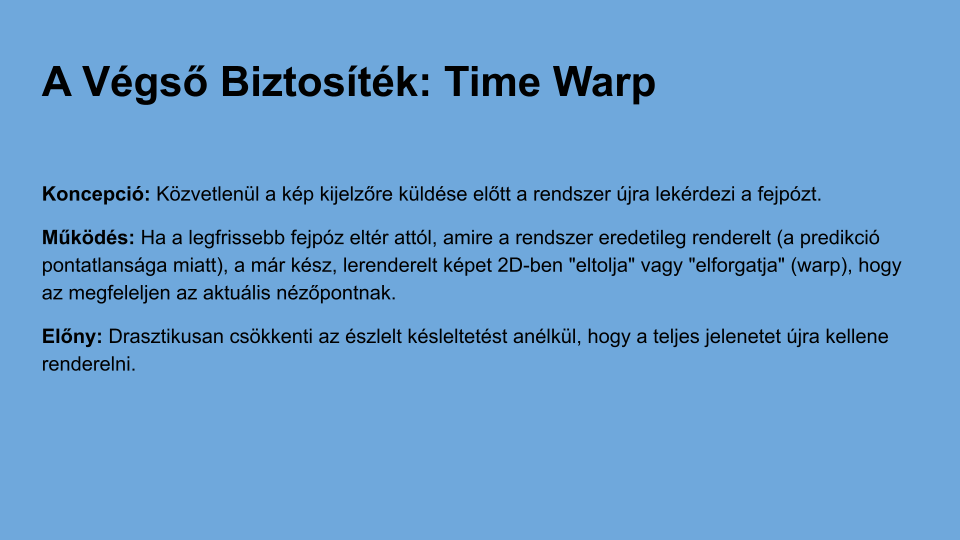 A Végső Biztosíték: Time Warp
Koncepció: Közvetlenül a kép kijelzőre küldése előtt a rendszer újra lekérdezi a fejpózt.
Működés: Ha a legfrissebb fejpóz eltér attól, amire a rendszer eredetileg renderelt (a predikció
pontatlansága miatt), a már kész, lerenderelt képet 2D-ben "eltolja" vagy "elforgatja" (warp), hogy
az megfeleljen az aktuális nézőpontnak.
Előny: Drasztikusan csökkenti az észlelt késleltetést anélkül, hogy a teljes jelenetet újra kellene
renderelni.